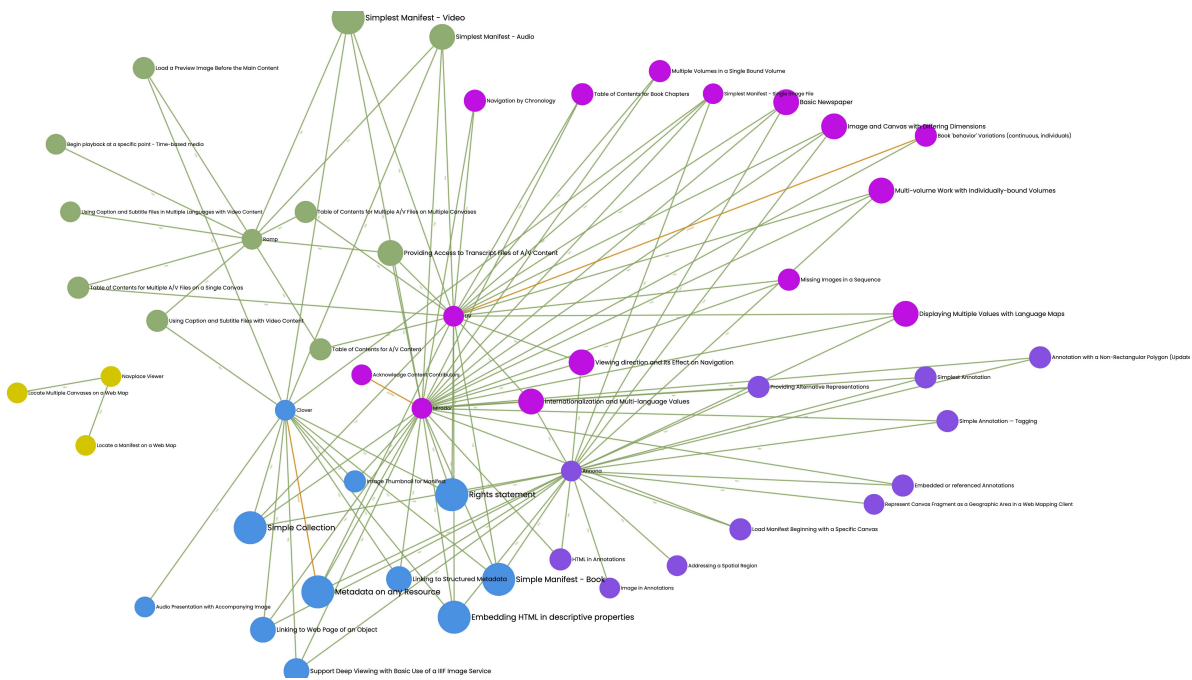 Simplest Manifest - Video
Simplest Manifest - Audio
Load a Preview Image Before the Main Content
Multiple Volumes in a Single Bound Volume
Navigation by Chronology
Table of Contents for Book Chapters
Simplest Manifest - Single Image File
Basic Newspaper
Image and Canvas with Differing Dimensions
Book 'behavior' Variations (continuous, individuals)
Begin playback at a specific point - Time-based media
Multi-volume Work with Individually-bound Volumes
Using Caption and Subtitle Files in Multiple Languages with Video Content
Table of Contents for Multiple A/V Files on Multiple Canvases
Ramp
Providing Access to Transcript Files of A/V Content
Missing Images in a Sequence
Table of Contents for Multiple A/V Files on a Single Canvas
UV
Displaying Multiple Values with Language Maps
Using Caption and Subtitle Files with Video Content
Table of Contents for A/V Content
Viewing direction and Its Effect on Navigation
Annotation with a Non-Rectangular Polygon (Update
Navplace Viewer
Acknowledge Content Contributors
Simplest Annotation
Providing Alternative Representations
Locate Multiple Canvases on a Web Map
Internationalization and Multi-language Values
Clover
Mirador
Simple Annotation — Tagging
Locate a Manifest on a Web Map
Annona
Image Thumbnail for Manifest
Embedded or referenced Annotations
Rights statement
Represent Canvas Fragment as a Geographic Area in a Web Mapping Client
Simple Collection
Load Manifest Beginning with a Specific Canvas
HTML in Annotations
Addressing a Spatial Region
Linking to Structured Metadata
Simple Manifest - Book
Image in Annotations
Metadata on any Resource
Audio Presentation with Accompanying Image
Embedding HTML in descriptive properties
Linking to Web Page of an Object
Support Deep Viewing with Basic Use of a IIIF Image Service